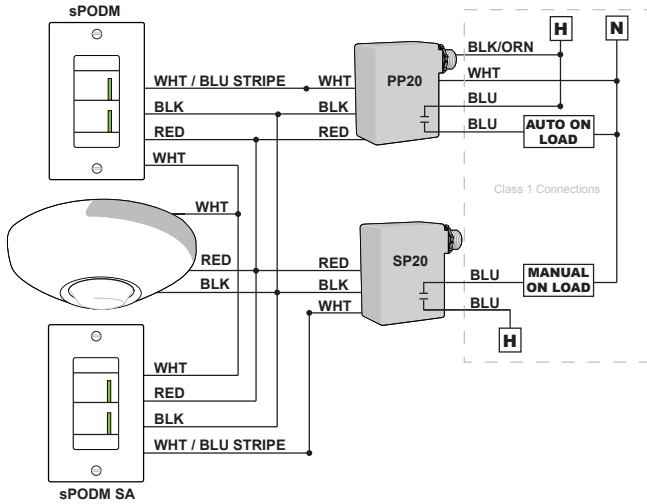 sPODM
WHT / BLU STRIPE
WHT
BLK
BLK
RED
RED
WHT
PP20
BLK/ORN
WHT
BLU
BLU
H
N
AUTO ON
LOAD
Class 1 Connections
WHT
RED
RED
BLK
BLK
WHT
SP20
BLU
BLU
MANUAL
ON LOAD
H
WHT
RED
BLK
WHT / BLU STRIPE
sPODM SA